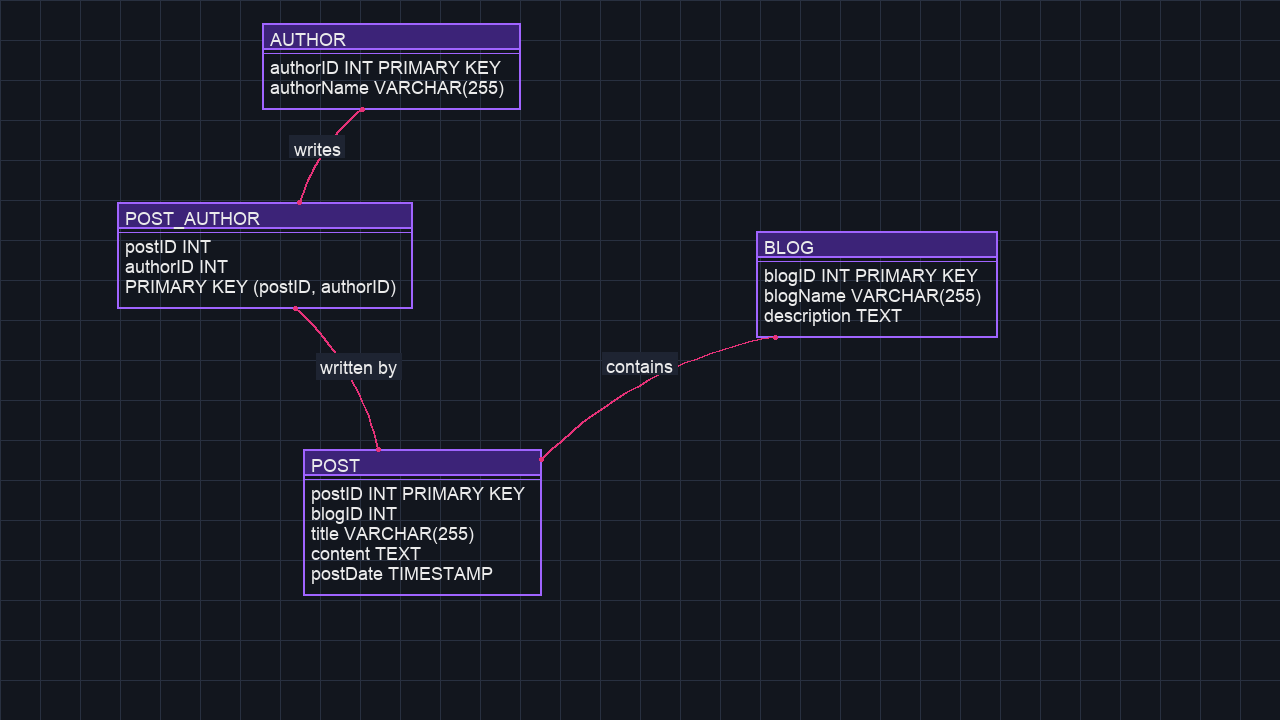 AUTHOR
authorID INT PRIMARY KEY
authorName VARCHAR(255)
writes
POST_AUTHOR
postID INT
authorID INT
PRIMARY KEY (postID, authorID)
BLOG
blogID INT PRIMARY KEY
blogName VARCHAR(255)
description TEXT
written by
contains
POST
postID INT PRIMARY KEY
blogID INT
title VARCHAR(255)
content TEXT
postDate TIMESTAMP